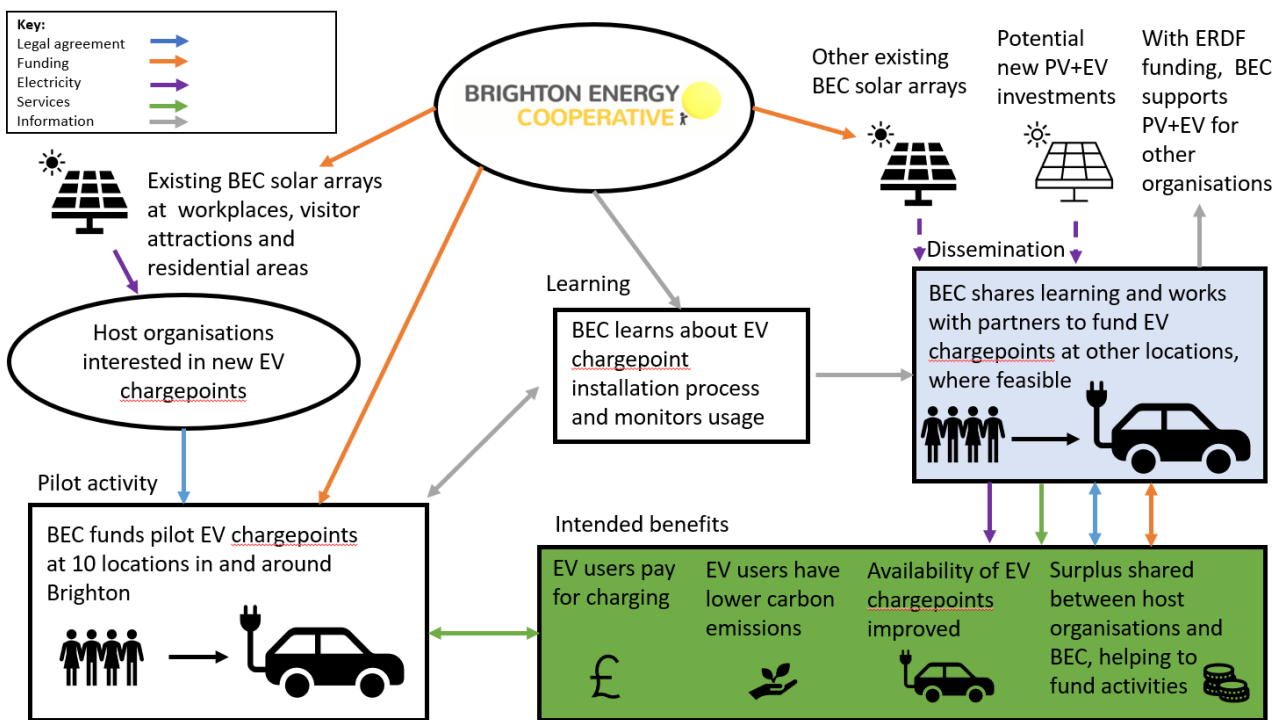 Key:
Legal agreement
Funding
Electricity
Services
Information
BRIGHTON ENERGY
COOPERATIVE
Other existing
BEC solar arrays
Potential
new PV+EV
investments
With ERDF
funding, BEC
supports
PV+EV for
other
organisations
Existing BEC solar arrays
at workplaces, visitor
attractions and
residential areas
Host organisations
interested in new EV
chargepoints
Learning
BEC learns about EV
chargepoint
installation process
and monitors usage
Dissemination
BEC shares learning and works
with partners to fund EV
chargepoints at other locations,
where feasible
Pilot activity
BEC funds pilot EV chargepoints
at 10 locations in and around
Brighton
Intended benefits
EV users pay
for charging
£
EV users have
lower carbon
emissions
Availability of EV
chargepoints
improved
Surplus shared
between host
organisations and
BEC, helping to
fund activities